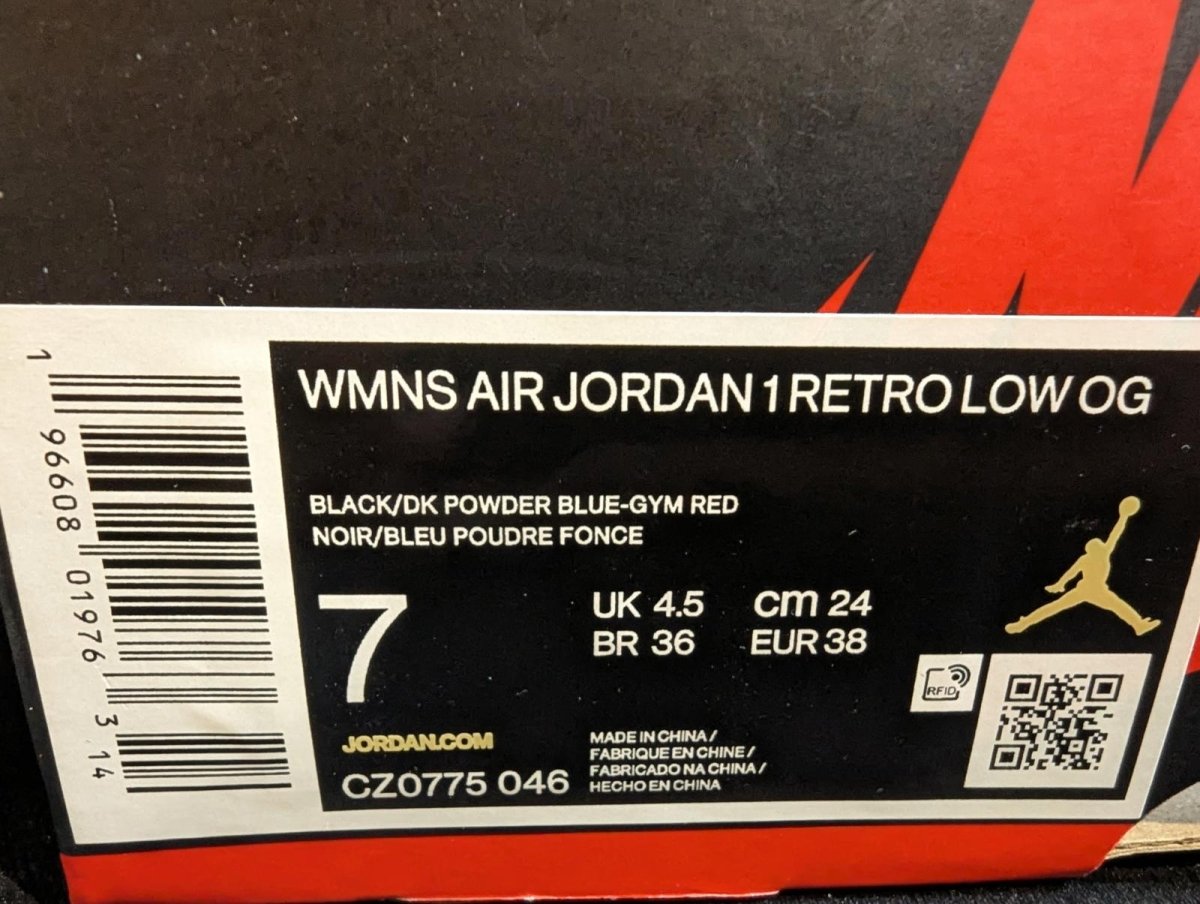 WMNS AIR JORDAN 1 RETRO LOW OG
BLACK/DK POWDER BLUE-GYM RED
NOIR/BLEU POUDRE FONCE
7
UK 4.5
cm 24
BR 36
EUR 38
RFID
JORDAN.COM
CZ0775 046
MADE IN CHINA /
FABRIQUE EN CHINE /
FABRICADO NA CHINA /
HECHO EN CHINA
1 96608 01976 3 14